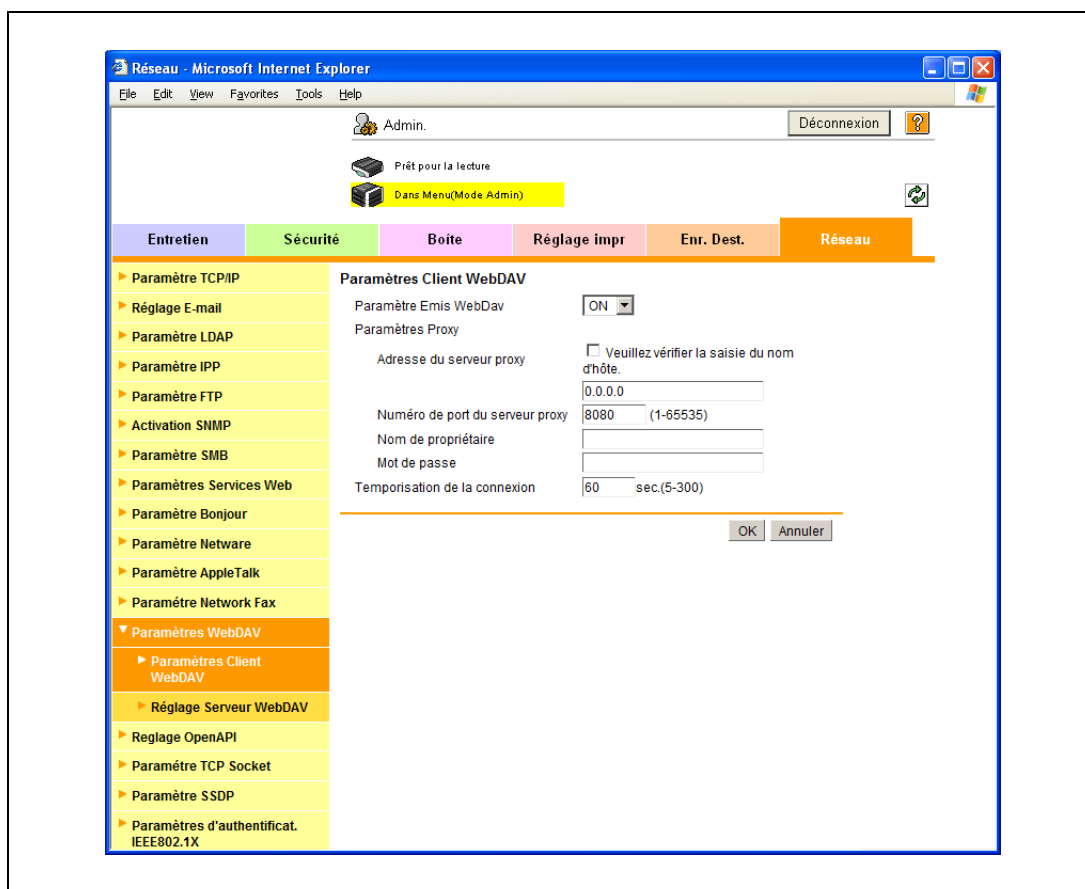 Réseau - Microsoft Internet Explorer
File Edit View Favorites Tools Help
Admin.
Déconnexion
?
Prêt pour la lecture
Dans Menu(Mode Admin)
Entretien
Sécurité
Boîte
Réglage impr
Enr. Dest.
Réseau
Paramètre TCP/IP
Réglage E-mail
Paramètre LDAP
Paramètre IPP
Paramètre FTP
Activation SNMP
Paramètre SMB
Paramètres Services Web
Paramètre Bonjour
Paramètre Netware
Paramètre AppleTalk
Paramétre Network Fax
Paramètres WebDAV
Paramètres Client
WebDAV
Réglage Serveur WebDAV
Reglage OpenAPI
Paramétre TCP Socket
Paramètre SSDP
Paramètres d'authentificat.
IEEE802.1X
Paramètres Client WebDAV
Paramètre Emis WebDav ON
Paramètres Proxy
Adresse du serveur proxy
Veuillez vérifier la saisie du nom
d'hôte.
0.0.0.0
Numéro de port du serveur proxy 8080 (1-65535)
Nom de propriétaire
Mot de passe
Temporisation de la connexion 60 sec.(5-300)
OK Annuler